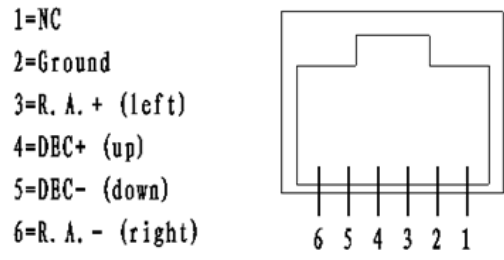 1=NC
2=Ground
3=R.A.+ (left)
4=DEC+ (up)
5=DEC- (down)
6=R.A.- (right)
6 5 4 3 2 1